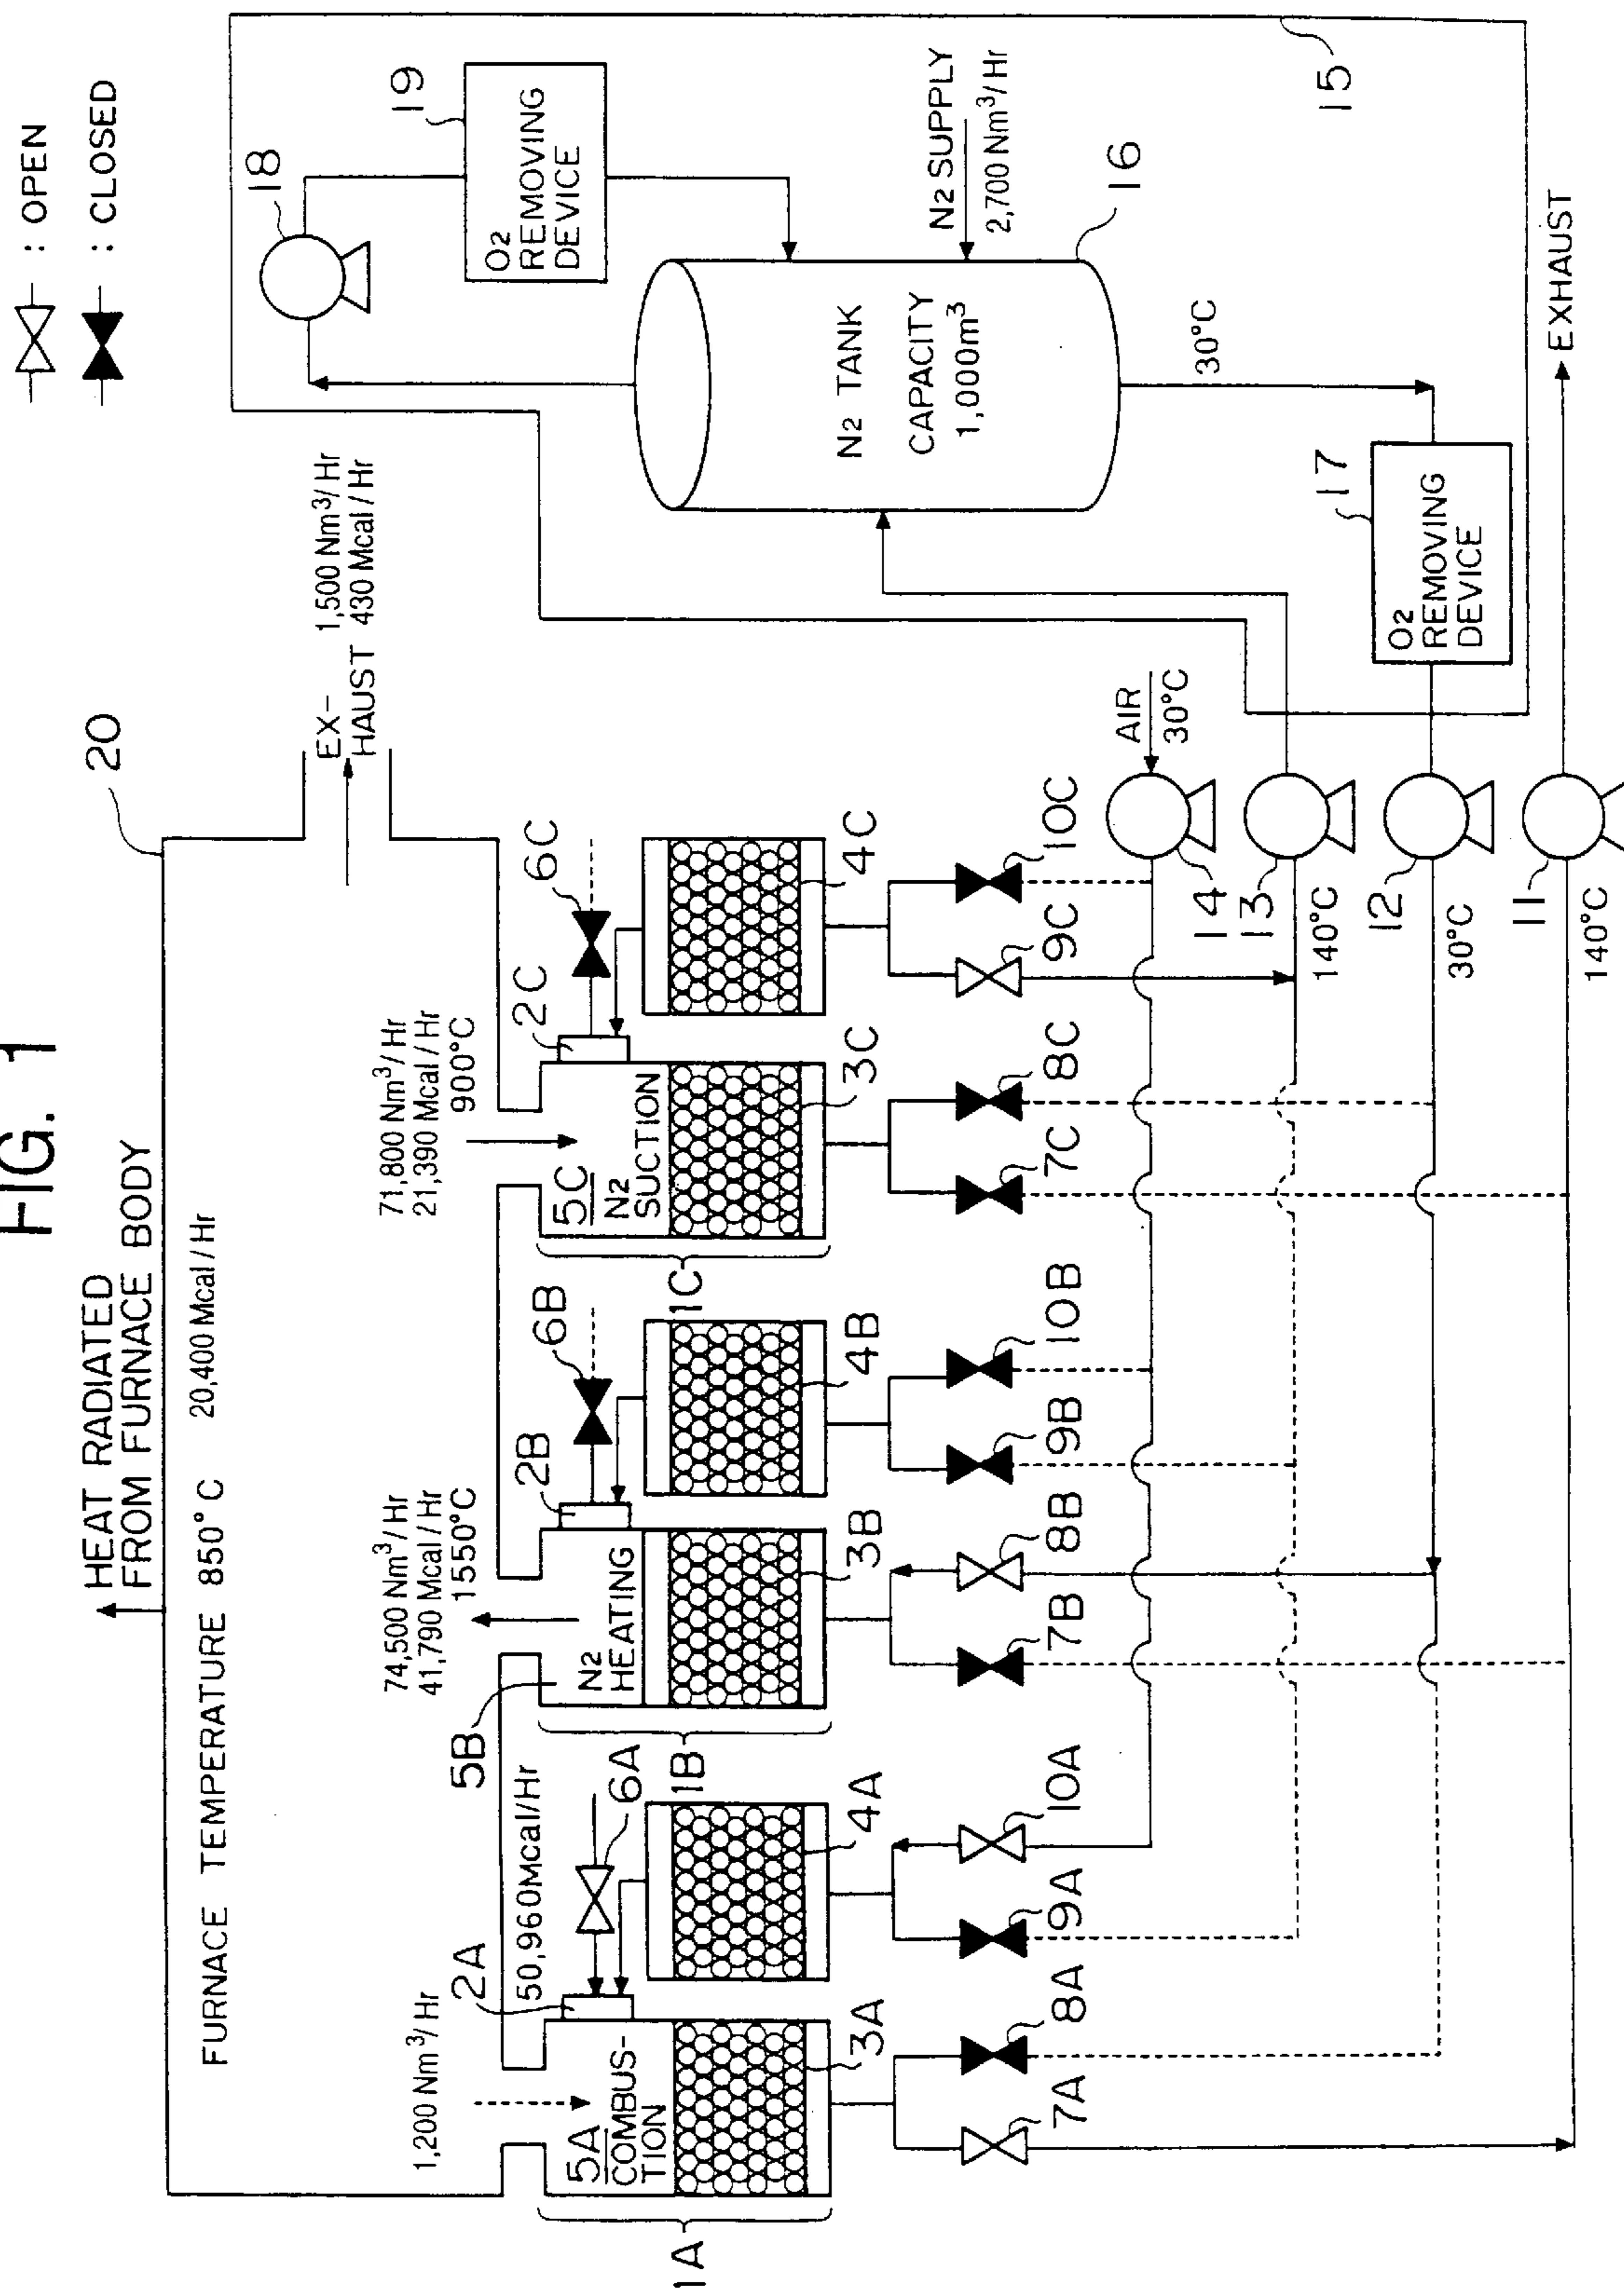 FIG. 1
: OPEN
: CLOSED
HEAT RADIATED
FROM FURNACE BODY
20
FURNACE TEMPERATURE 850°C 20,400 Mcal/Hr
EX-
HAUST
1,500 Nm3/Hr
430 Mcal/Hr
1,200 Nm3/Hr
50,960Mcal/Hr
74,500 Nm3/Hr
41,790 Mcal/Hr
1550°C
71,800 Nm3/Hr
21,390 Mcal/Hr
900°C
2A
6A
5B
2B
6B
2C
6C
5A
COMBUS-
TION
N2
HEATING
5C
N2
SUCTION
1A
3A
4A
1B
3B
4B
1C
3C
4C
7A
8A
9A
10A
7B
8B
9B
10B
7C
8C
9C
10C
AIR
30°C
14
13
140°C
12
30°C
11
140°C
EXHAUST
18
19
O2
REMOVING
DEVICE
N2 SUPPLY
2,700 Nm3/Hr
N2 TANK
CAPACITY
1,000m3
16
30°C
17
O2
REMOVING
DEVICE
15